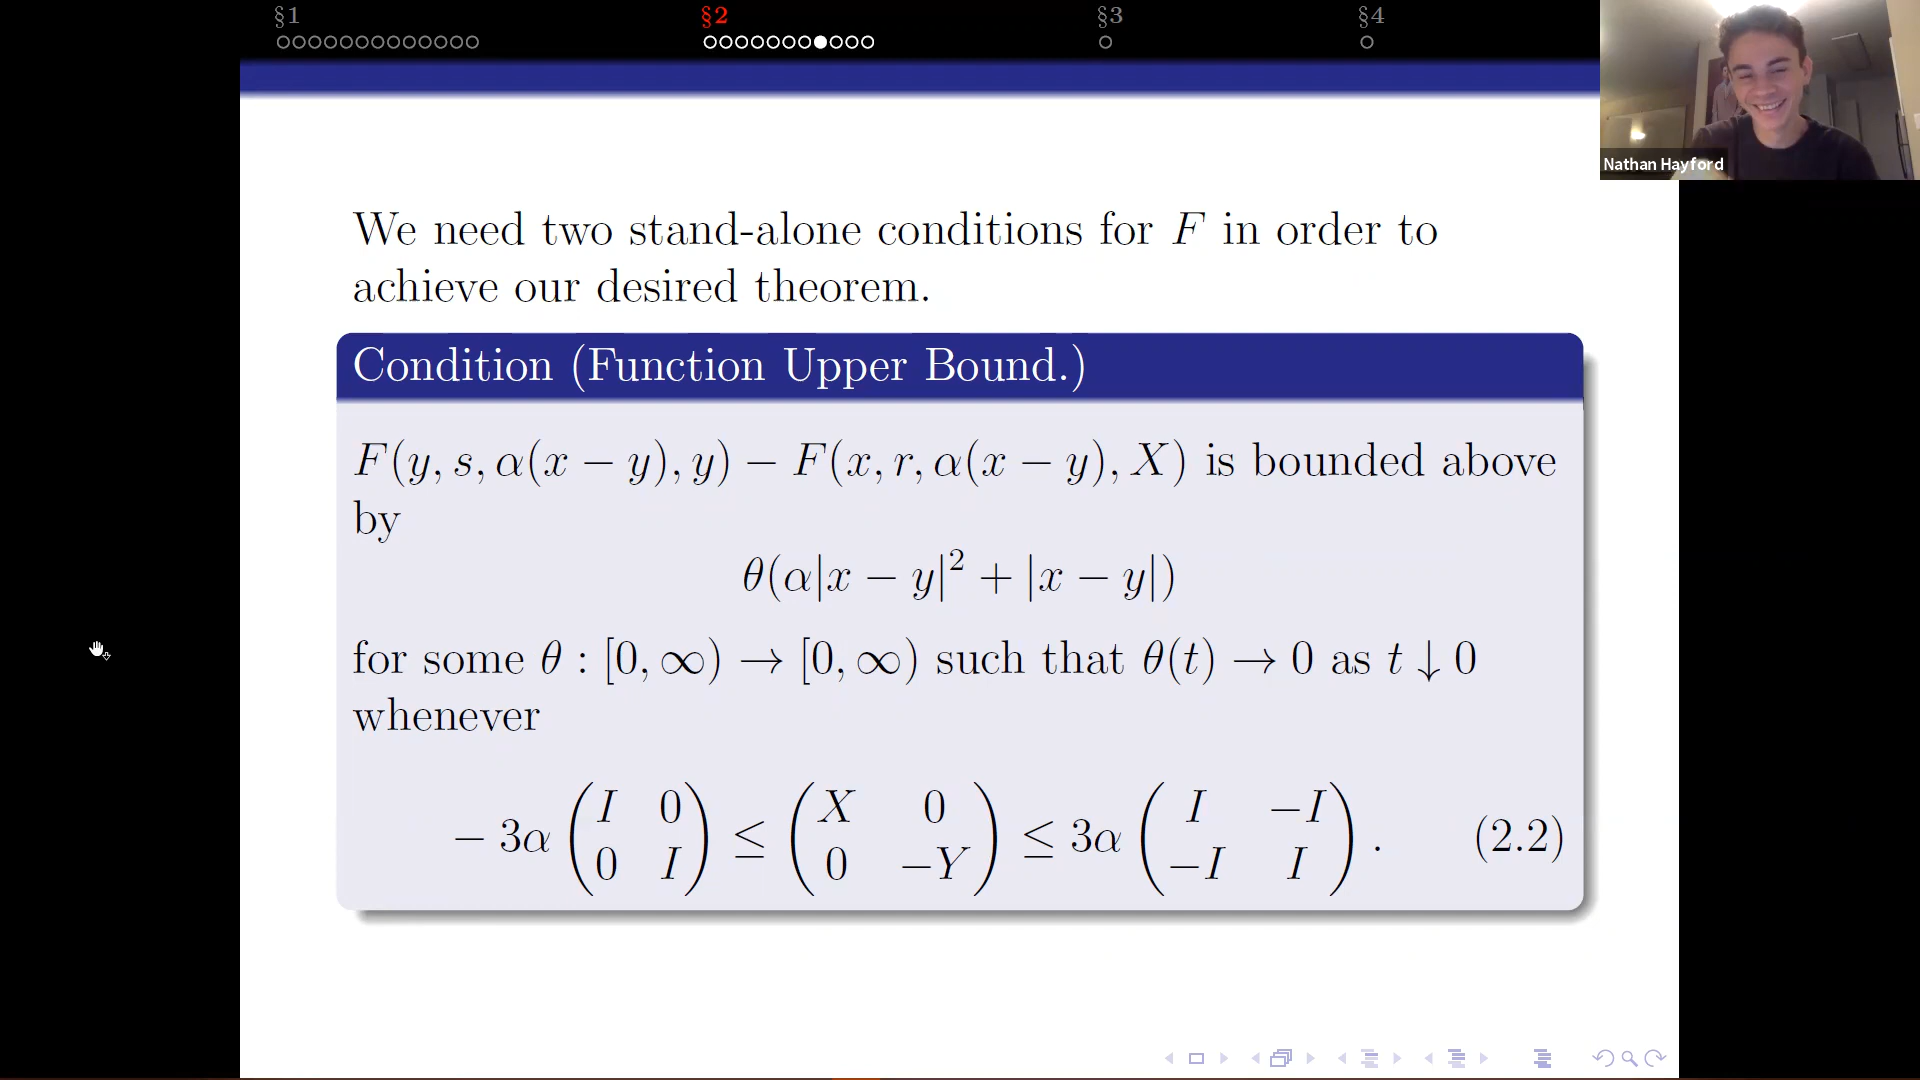 §1 §2 §3 §4
Nathan Hayford
We need two stand-alone conditions for F in order to
achieve our desired theorem.
Condition (Function Upper Bound.)
F(y, s, α(x − y), y) − F(x, r, α(x − y), X) is bounded above
by
θ(α|x − y|² + |x − y|)
for some θ : [0, ∞) → [0, ∞) such that θ(t) → 0 as t ↓ 0
whenever
− 3α (I 0; 0 I) ≤ (X 0; 0 −Y) ≤ 3α (I −I; −I I). (2.2)